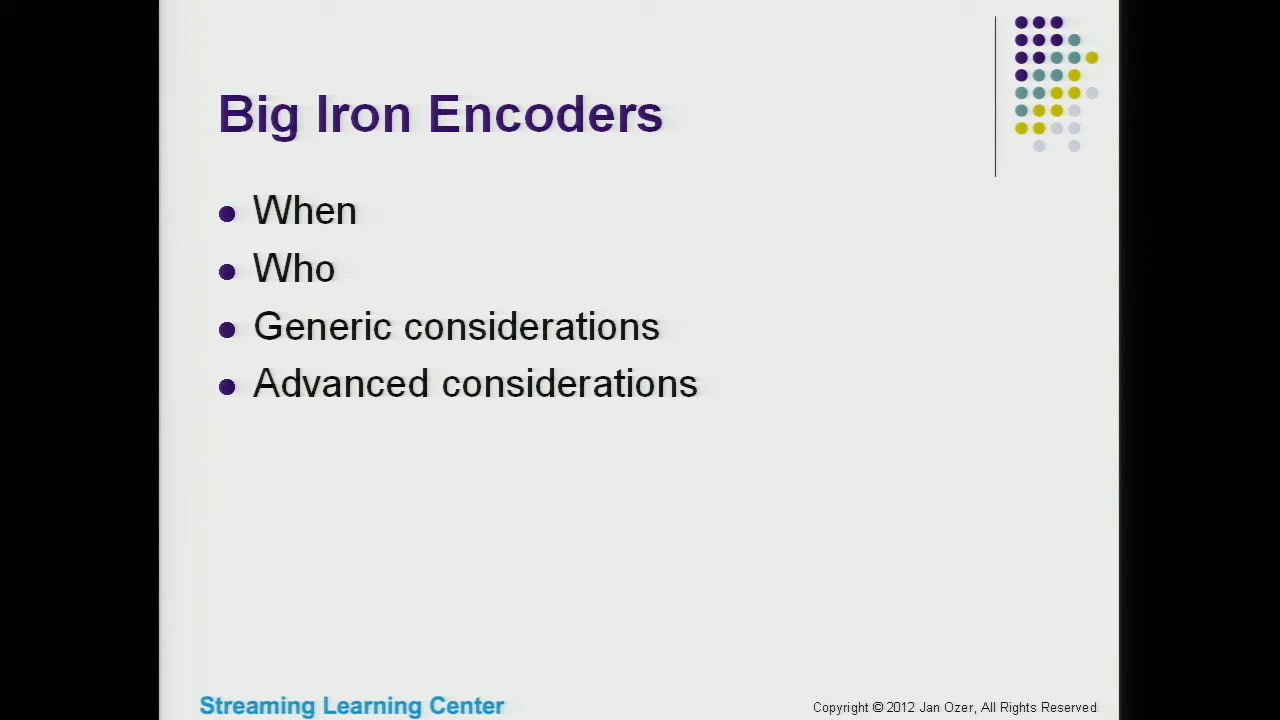 Big Iron Encoders
When
Who
Generic considerations
Advanced considerations
Streaming Learning Center
Copyright © 2012 Jan Ozer, All Rights Reserved